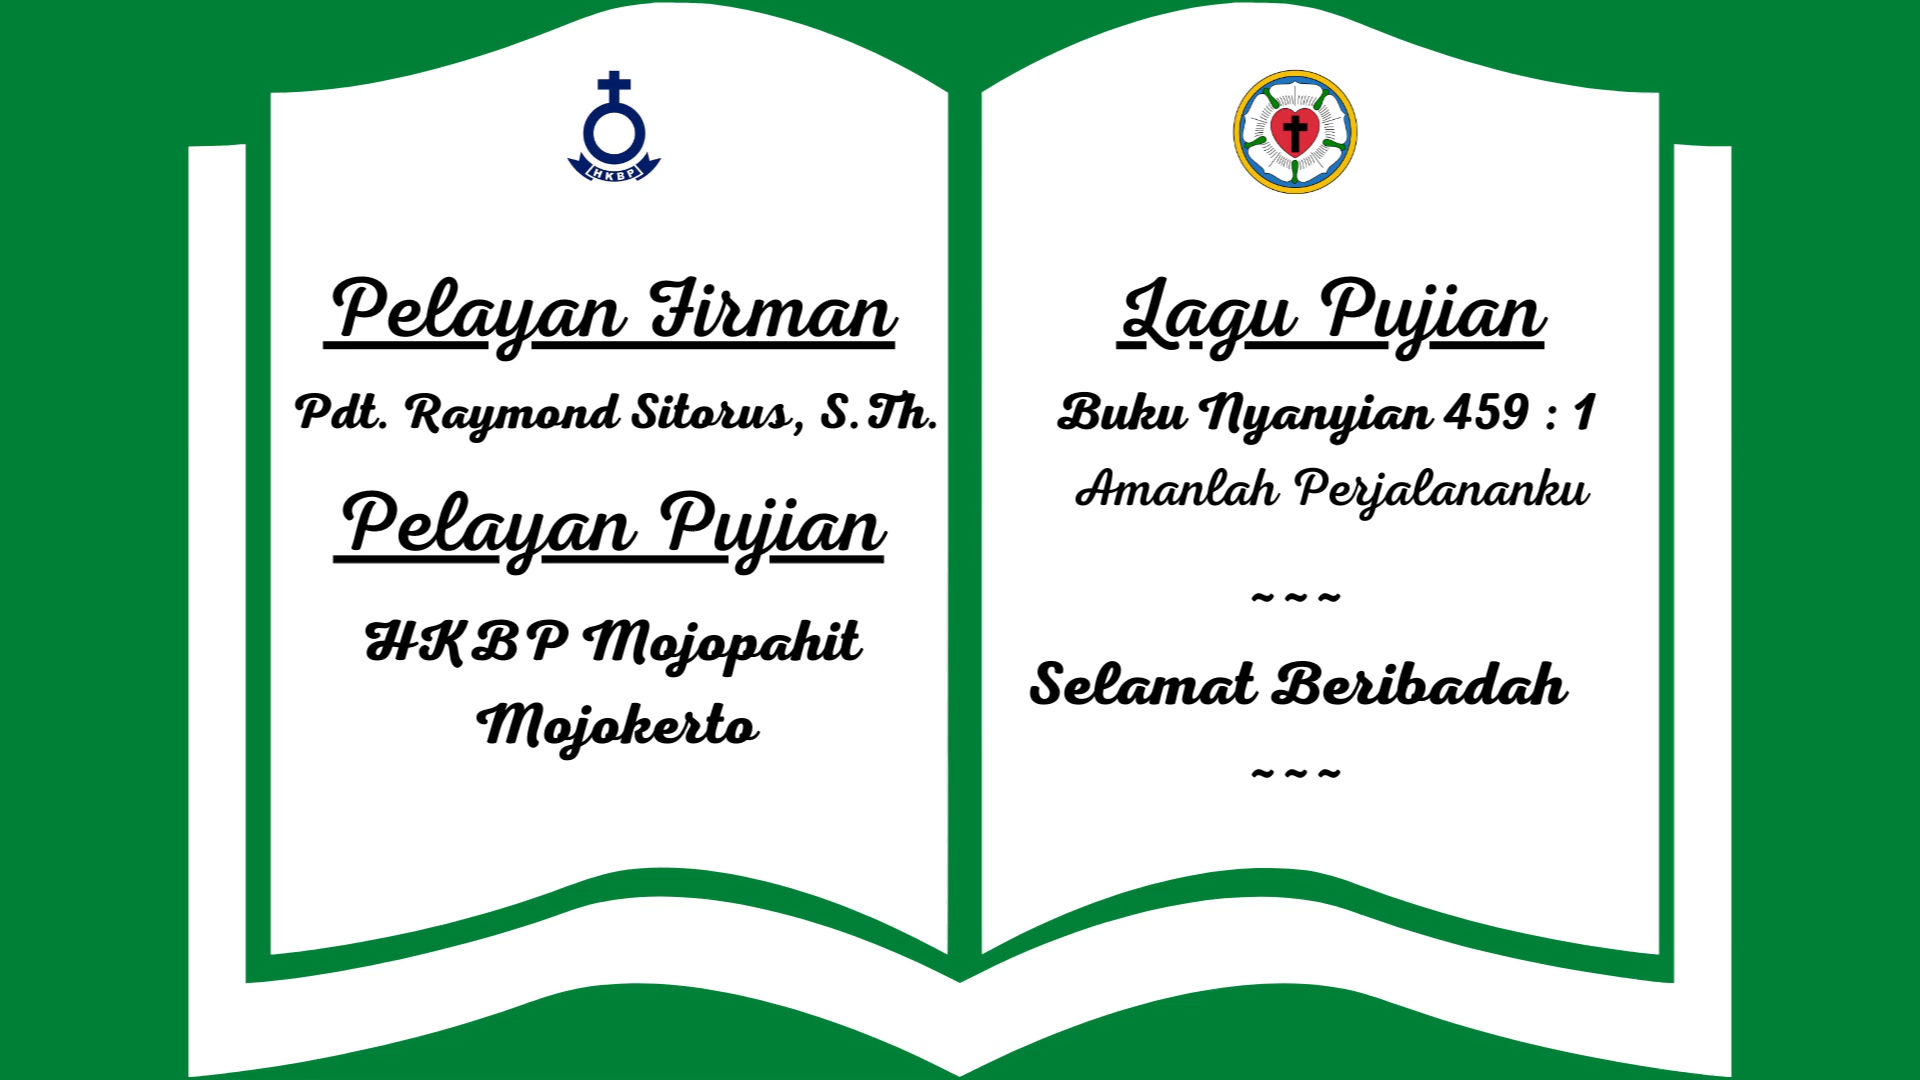 HKBP
Pelayan Firman
Pdt. Raymond Sitorus, S.Th.
Pelayan Pujian
HKBP Mojopahit
Mojokerto
Lagu Pujian
Buku Nyanyian 459 : 1
Amanlah Perjalananku
~~~
Selamat Beribadah
~~~